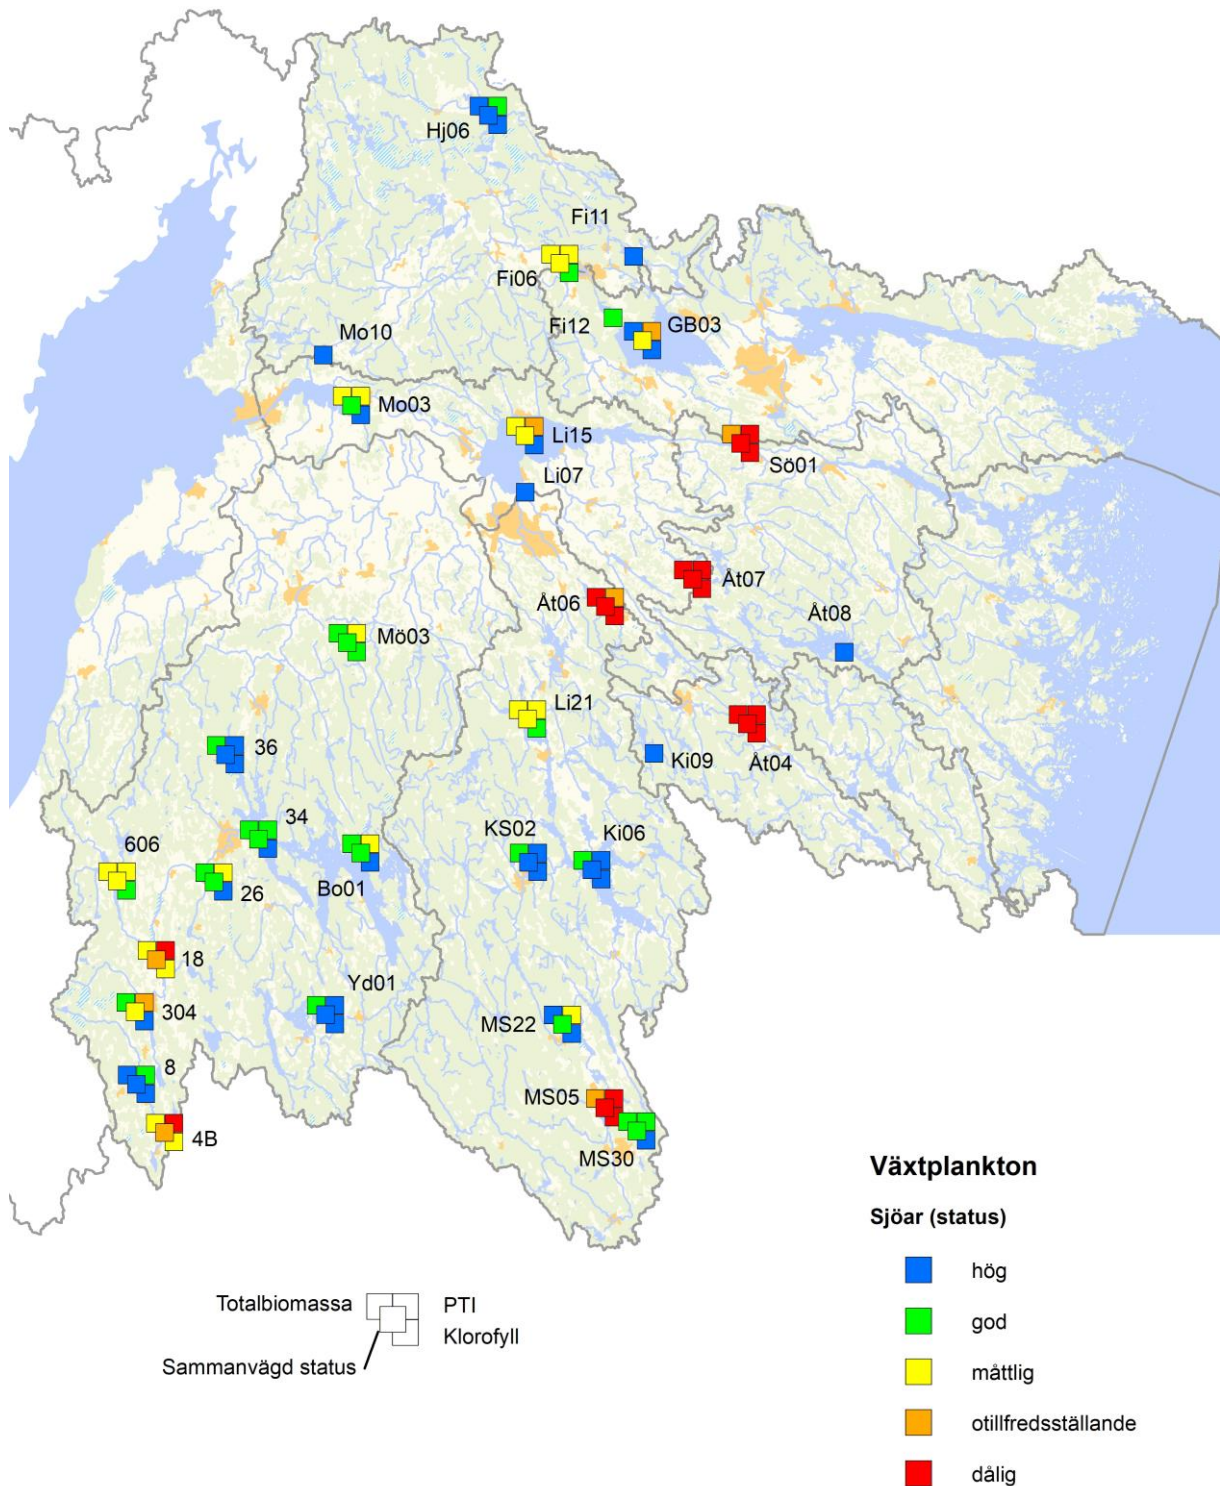 Hj06
Fi11
Fi06
Fi12
GB03
Mo10
Mo03
Li15
Sö01
Li07
Åt07
Åt06
Åt08
Mö03
Li21
36
Ki09
Åt04
34
KS02
Ki06
606
Bo01
26
18
Yd01
304
MS22
8
MS05
4B
MS30
Växtplankton
Sjöar (status)
hög
god
måttlig
otillfredsställande
dålig
Totalbiomassa
PTI
Klorofyll
Sammanvägd status